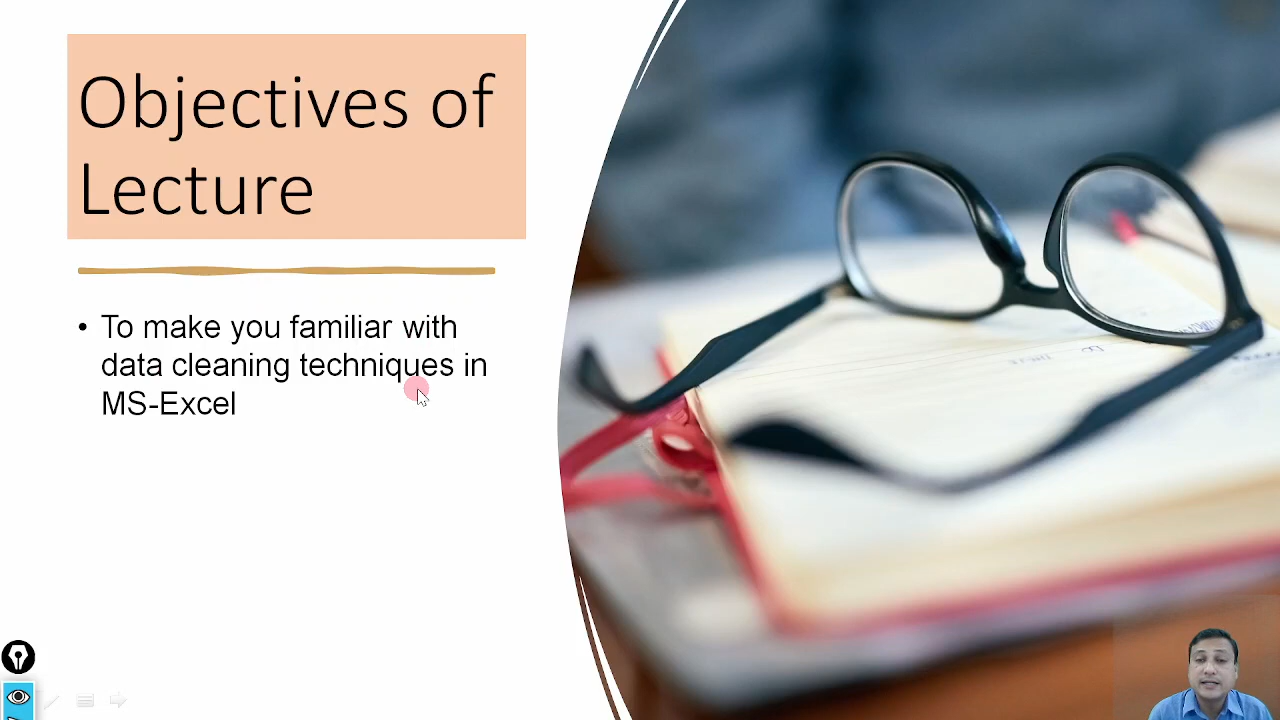 Objectives of
Lecture
• To make you familiar with
data cleaning techniques in
MS-Excel